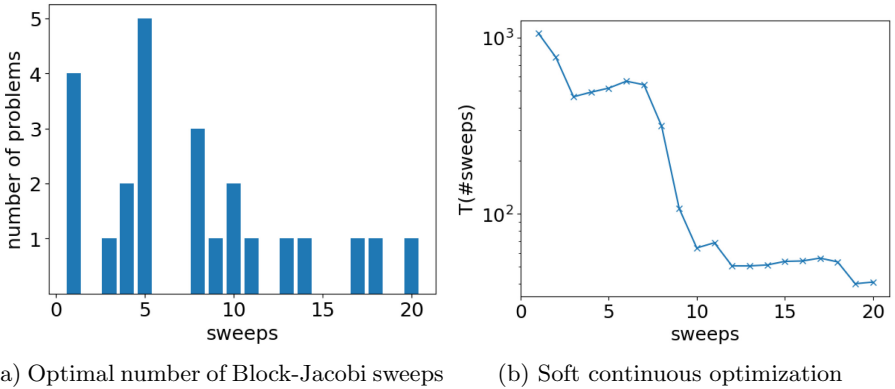 5
4
3
2
1
number of problems
0
5
10
15
20
sweeps
a) Optimal number of Block-Jacobi sweeps
10³
10²
T(#sweeps)
0
5
10
15
20
sweeps
(b) Soft continuous optimization